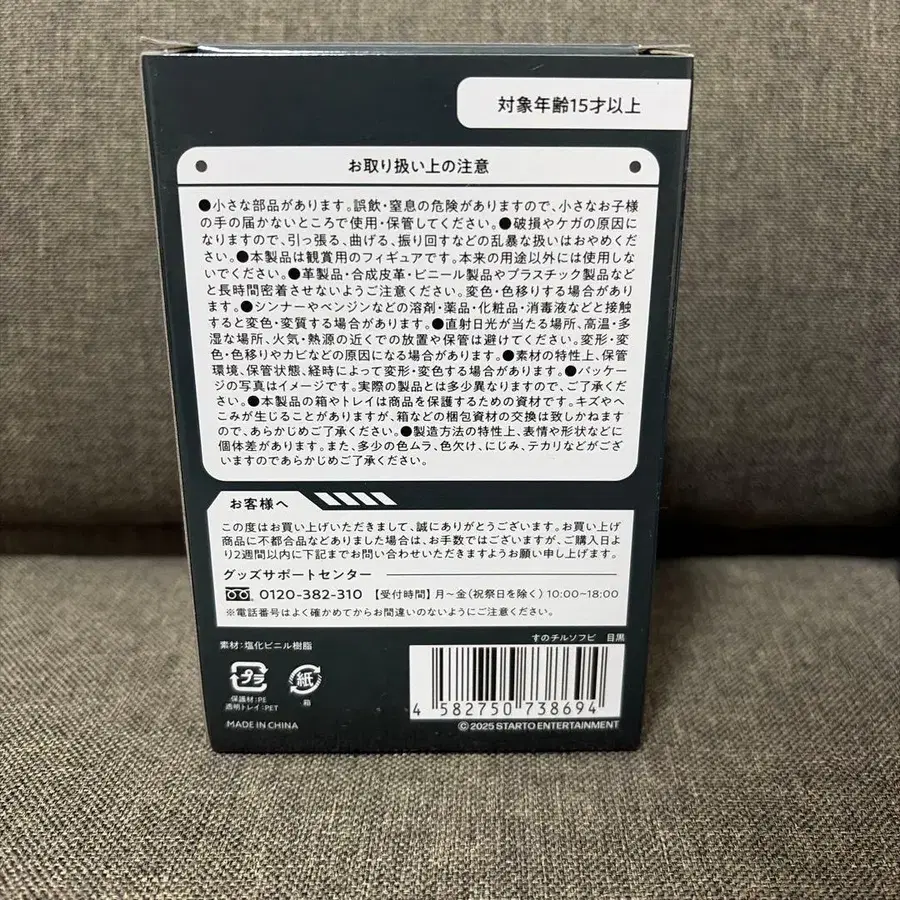 対象年齢15才以上
お取り扱い上の注意
●小さな部品があります。誤飲・窒息の危険がありますので、小さなお子様
の手の届かないところで使用・保管してください。●破損やケガの原因に
なりますので、引っ張る、曲げる、振り回すなどの乱暴な扱いはおやめくだ
さい。●本製品は観賞用のフィギュアです。本来の用途以外には使用しな
いでください。●革製品・合成皮革・ビニール製品やプラスチック製品など
と長時間密着させないようご注意ください。変色・色移りする場合があり
ます。●シンナーやベンジンなどの溶剤・薬品・化粧品・消毒液などと接触
すると変色・変質する場合があります。●直射日光が当たる場所、高温・多
湿な場所、火気・熱源の近くでの放置や保管は避けてください。変形・変
色・色移りやカビなどの原因になる場合があります。●素材の特性上、保管
環境、保管状態、経時によって変形・変色する場合があります。●パッケー
ジの写真はイメージです。実際の製品とは多少異なりますので、ご了承くだ
さい。●本製品の箱やトレイは商品を保護するための資材です。キズやへ
こみが生じることがありますが、箱などの梱包資材の交換は致しかねます
ので、あらかじめご了承ください。●製造方法の特性上、表情や形状などに
個体差があります。また、多少の色ムラ、色欠け、にじみ、テカリなどがござ
いますのであらかじめご了承ください。
お客様へ
この度はお買い上げいただきまして、誠にありがとうございます。お買い上げ
商品に不都合品などありました場合は、お手数ではございますが、ご購入日よ
り2週間以内に下記までお問い合わせいただきますようお願い申し上げます。
グッズサポートセンター
0120-382-310 【受付時間】月～金(祝祭日を除く)10:00~18:00
※電話番号はよく確かめてからお間違いのないようにご注意ください。
素材:塩化ビニル樹脂
すのチルソフビ 目黒
プラ
紙
保護材:PE
透明トレイ:PET
箱
MADE IN CHINA
4 582750 738694
©2025 STARTO ENTERTAINMENT